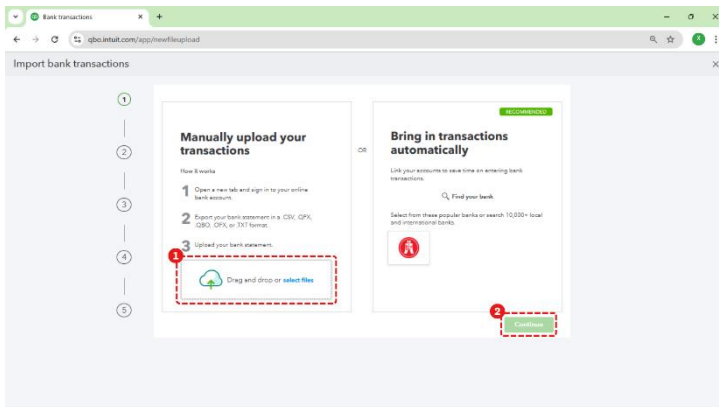 Bank transactions
qbo.intuit.com/app/newfileupload
Import bank transactions
1
2
3
4
5
Manually upload your
transactions
How it works
1 Open a new tab and sign in to your online
bank account.
2 Export your bank statement in a CSV, QFX,
QBO, OFX, or TXT format.
3 Upload your bank statement.
1
Drag and drop or select files
OR
RECOMMENDED
Bring in transactions
automatically
Link your accounts to save time on entering bank
transactions.
Find your bank
Select from these popular banks or search 10,000+ local
and international banks.
2
Continue